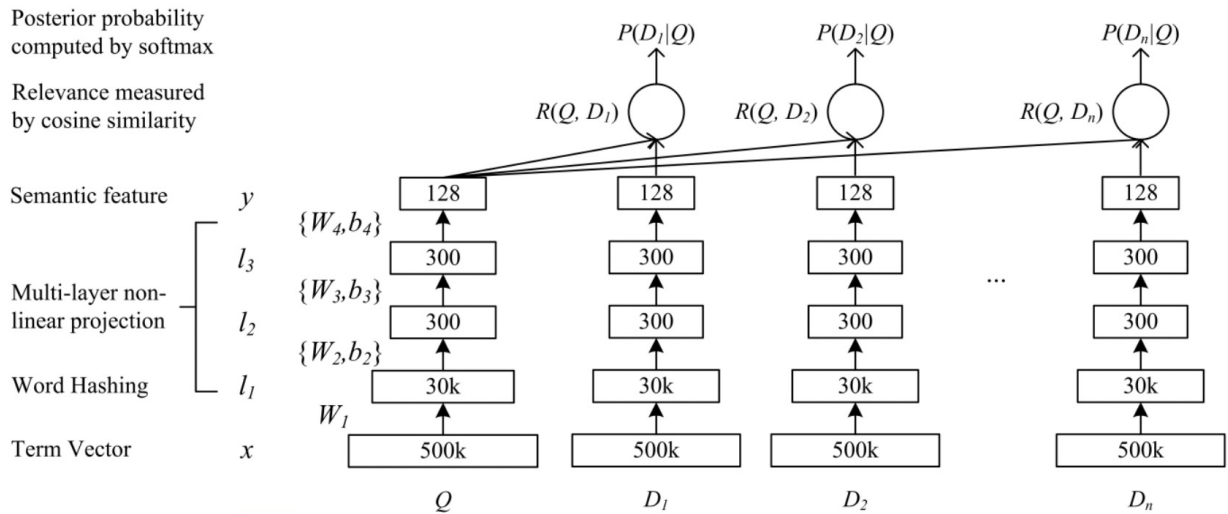 Posterior probability
computed by softmax
P(D₁|Q) P(D₂|Q) P(Dₙ|Q)
Relevance measured
by cosine similarity
R(Q, D₁) R(Q, D₂) R(Q, Dₙ)
Semantic feature y 128 128 128 128
{W₄,b₄}
l₃ 300 300 300 300
{W₃,b₃} ...
Multi-layer non-
linear projection
l₂ 300 300 300 300
{W₂,b₂}
Word Hashing l₁ 30k 30k 30k 30k
W₁
Term Vector x 500k 500k 500k 500k
Q D₁ D₂ Dₙ